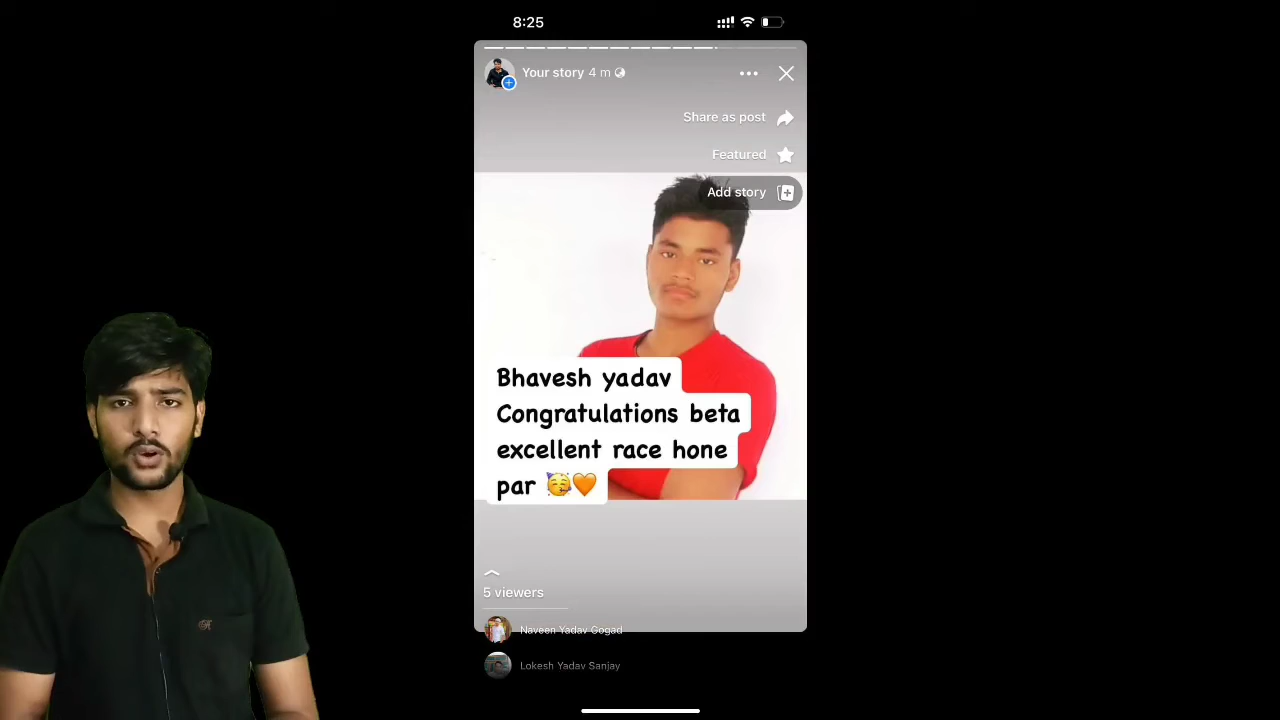 8:25
Your story 4 m
Share as post
Featured
Add story
Bhavesh yadav
Congratulations beta
excellent race hone
par 🥳🧡
5 viewers
Naveen Yadav Gogad
Lokesh Yadav Sanjay